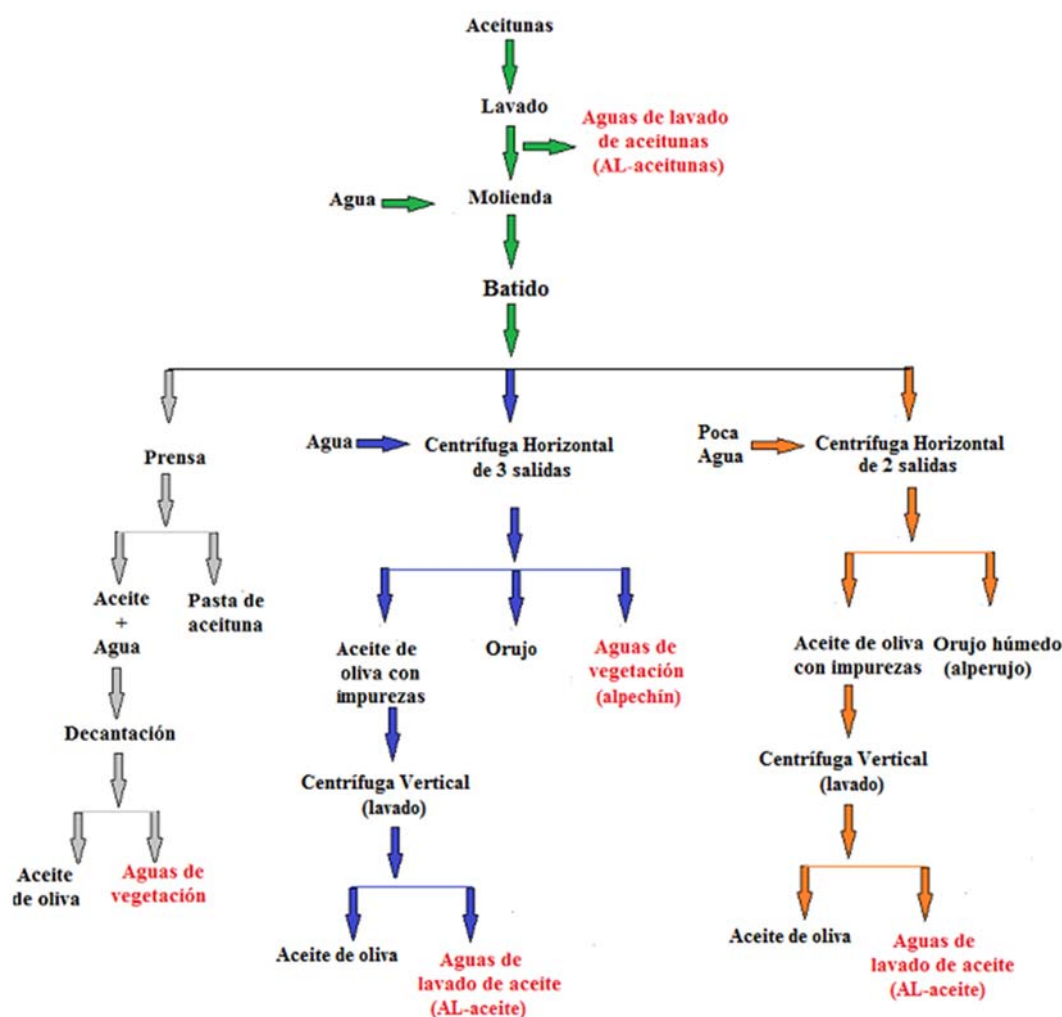 Aceitunas
Lavado
Aguas de lavado
de aceitunas
(AL-aceitunas)
Agua
Molienda
Batido
Prensa
Agua
Centrífuga Horizontal
de 3 salidas
Poca
Agua
Centrífuga Horizontal
de 2 salidas
Aceite
+
Agua
Pasta de
aceituna
Aceite de
oliva con
impurezas
Orujo
Aguas de
vegetación
(alpechín)
Aceite de oliva
con impurezas
Orujo húmedo
(alperujo)
Decantación
Centrífuga Vertical
(lavado)
Centrífuga Vertical
(lavado)
Aceite
de oliva
Aguas de
vegetación
Aceite de oliva
Aguas de
lavado de aceite
(AL-aceite)
Aceite de oliva
Aguas de
lavado de aceite
(AL-aceite)